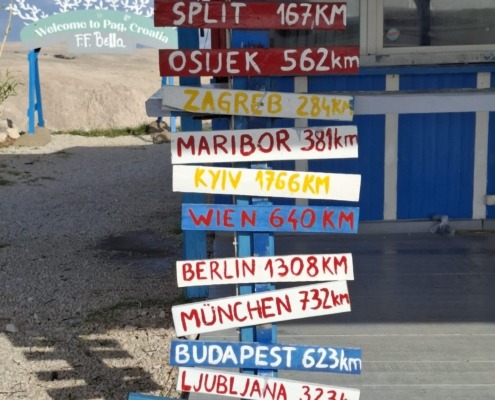 Welcome to Pag, Croatia
F.F. Bella
SPLIT 167KM
OSIJEK 562km
ZAGREB 284KM
MARIBOR 381km
KYIV 1766KM
WIEN 640 KM
BERLIN 1308KM
MÜNCHEN 732km
BUDAPEST 623km
LJUBLJANA 323km